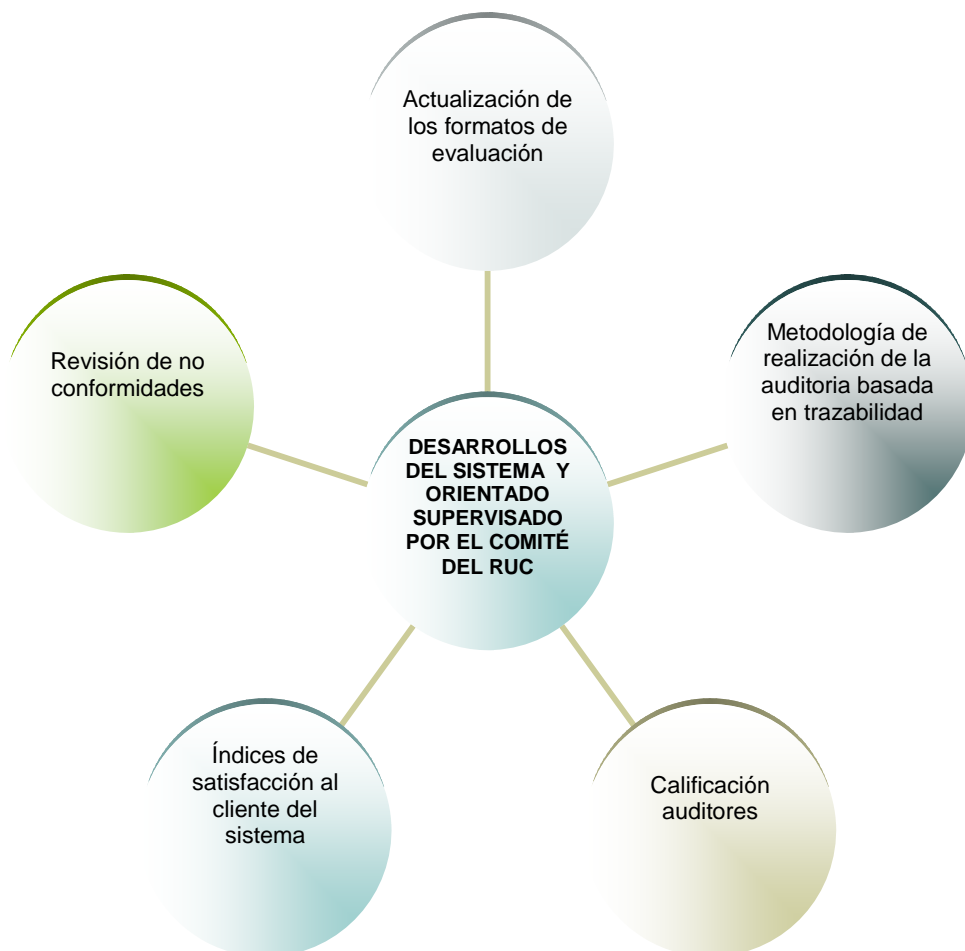 Actualización de
los formatos de
evaluación
Metodología de
realización de la
auditoria basada
en trazabilidad
Revisión de no
conformidades
DESARROLLOS
DEL SISTEMA Y
ORIENTADO
SUPERVISADO
POR EL COMITÉ
DEL RUC
Índices de
satisfacción al
cliente del
sistema
Calificación
auditores